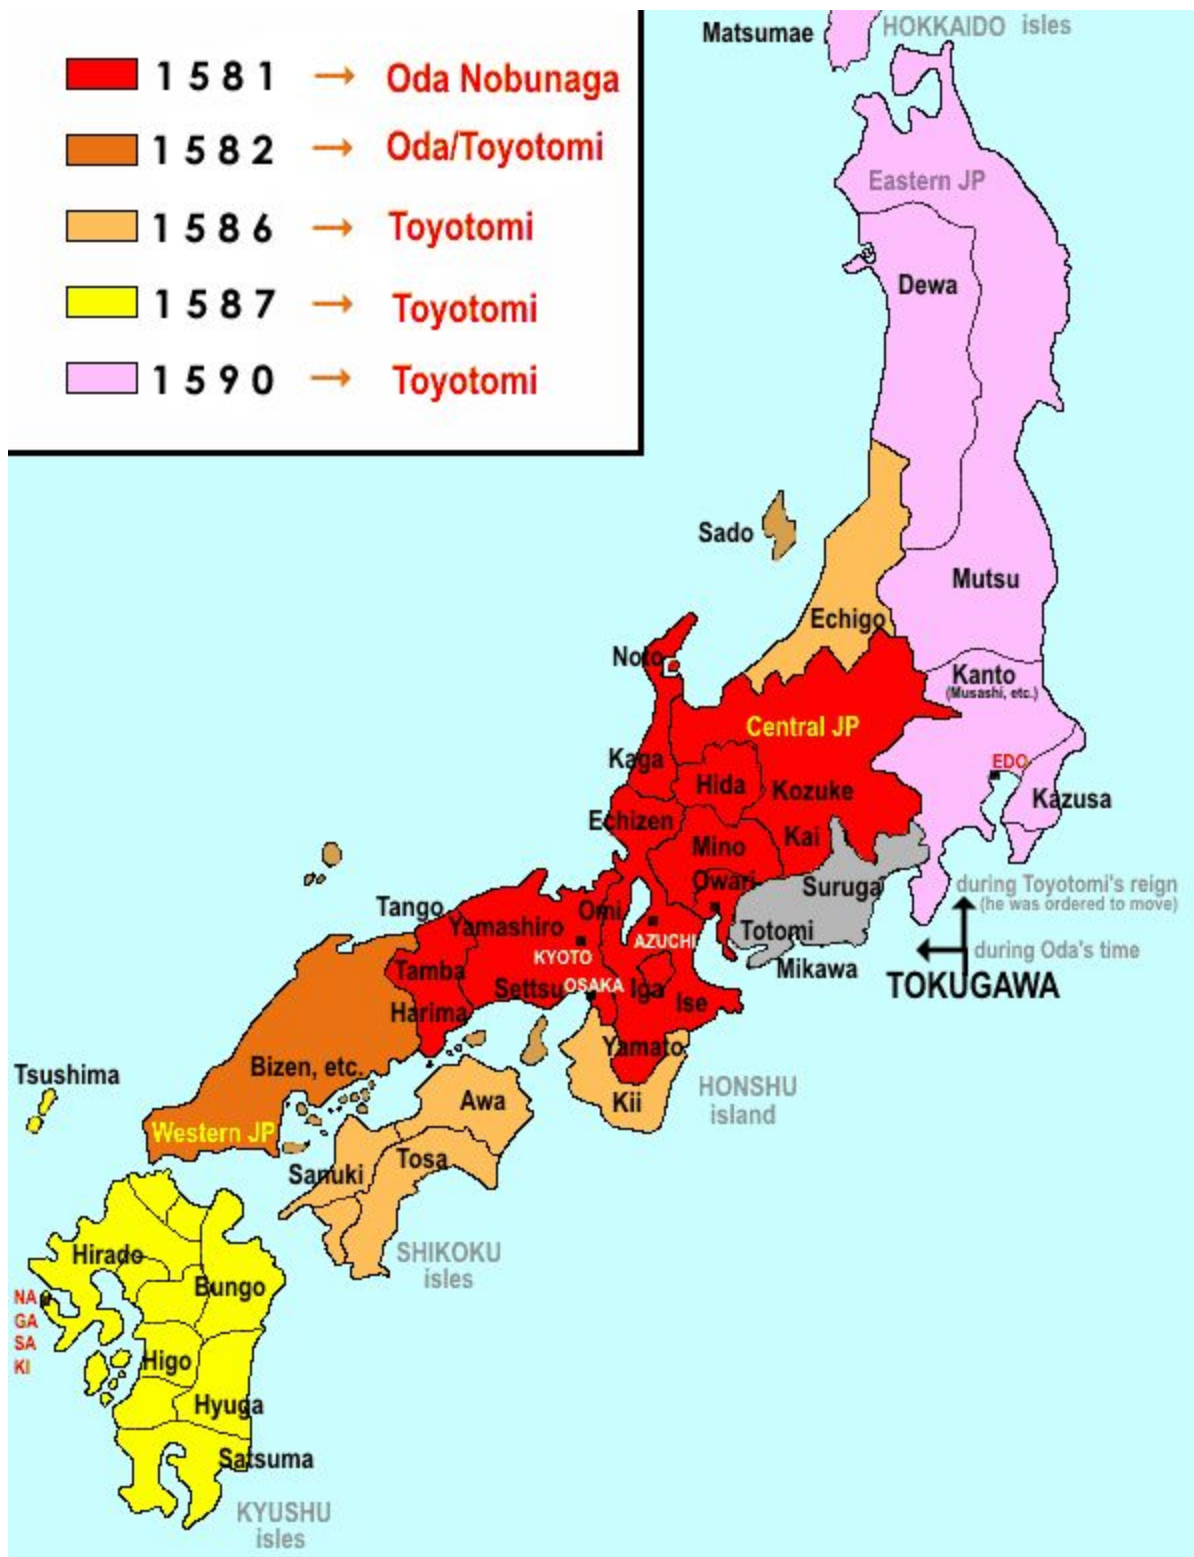 1581 → Oda Nobunaga
1582 → Oda/Toyotomi
1586 → Toyotomi
1587 → Toyotomi
1590 → Toyotomi
Matsumae
HOKKAIDO isles
Eastern JP
Dewa
Sado
Mutsu
Echigo
Noto
Kanto
(Musashi, etc.)
Central JP
Kaga
EDO
Hida
Kozuke
Kazusa
Echizen
Mino
Kai
Owari
Suruga
during Toyotomi's reign
(he was ordered to move)
Tango
Omi
Yamashiro
Totomi
AZUCHI
during Oda's time
KYOTO
Mikawa
Tamba
TOKUGAWA
Settsu
OSAKA
Iga
Ise
Harima
Yamato
Bizen, etc.
Tsushima
HONSHU
island
Awa
Kii
Western JP
Tosa
Sanuki
SHIKOKU
isles
Hirado
Bungo
NA
GA
SA
KI
Higo
Hyuga
Satsuma
KYUSHU
isles